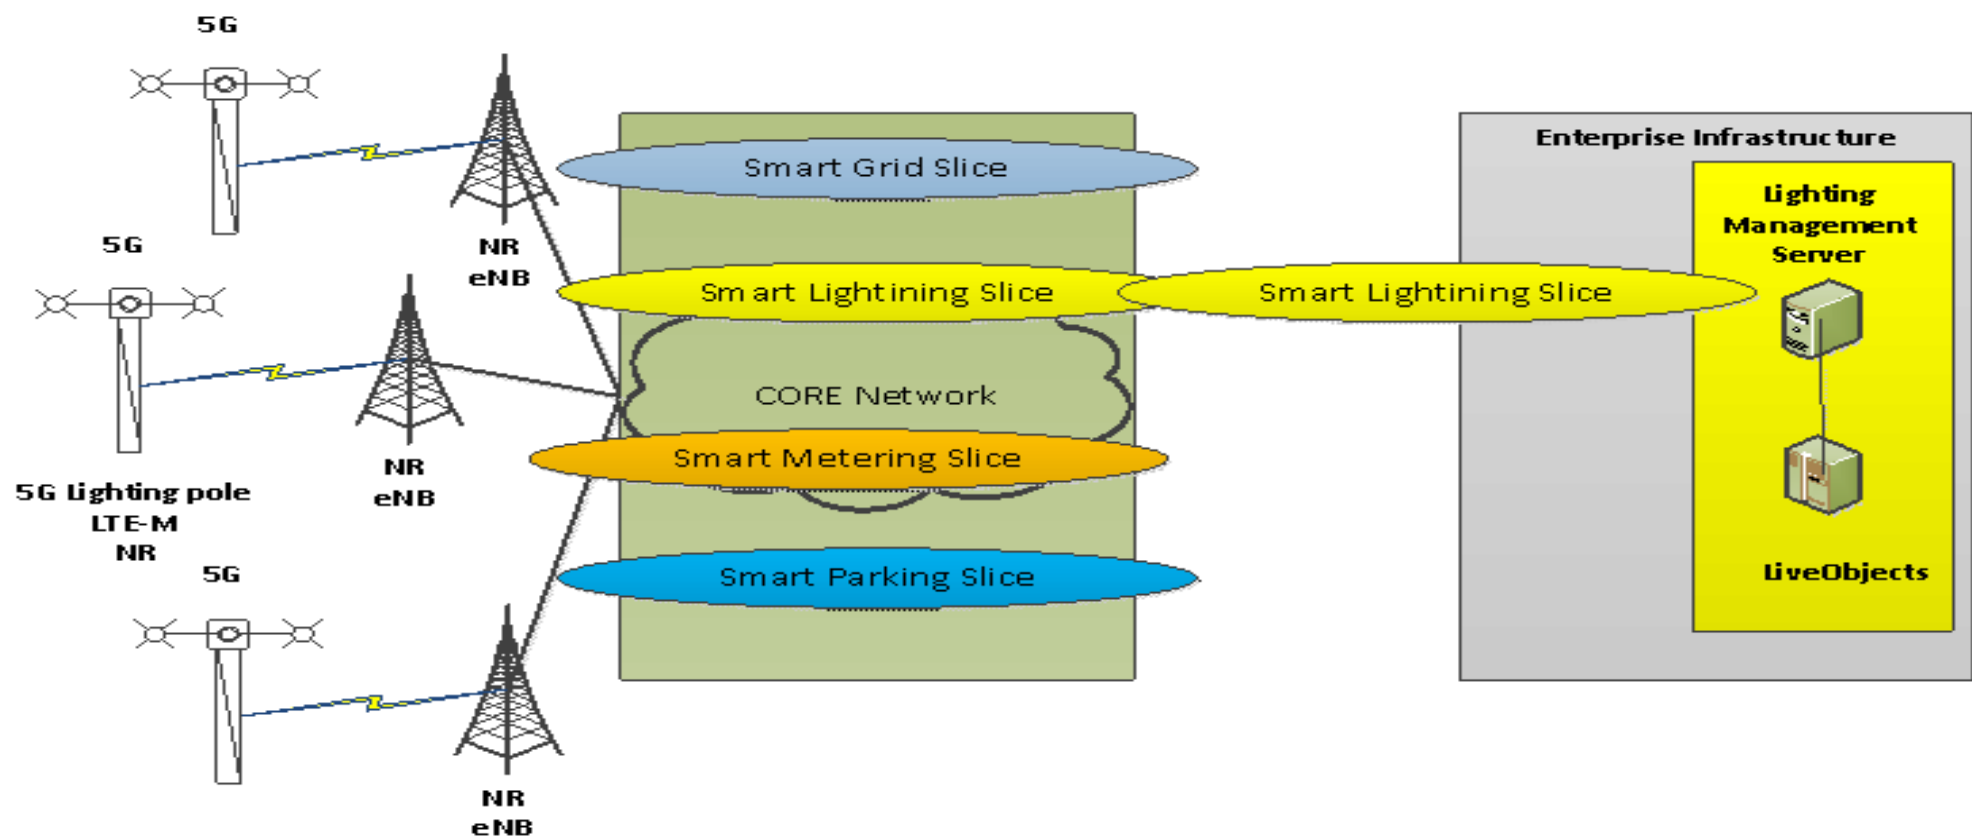 5G
NR
eNB
5G
NR
eNB
5G Lighting pole
LTE-M
NR
5G
NR
eNB
Smart Grid Slice
Smart Lightining Slice
CORE Network
Smart Metering Slice
Smart Parking Slice
Smart Lightining Slice
Enterprise Infrastructure
Lighting
Management
Server
LiveObjects